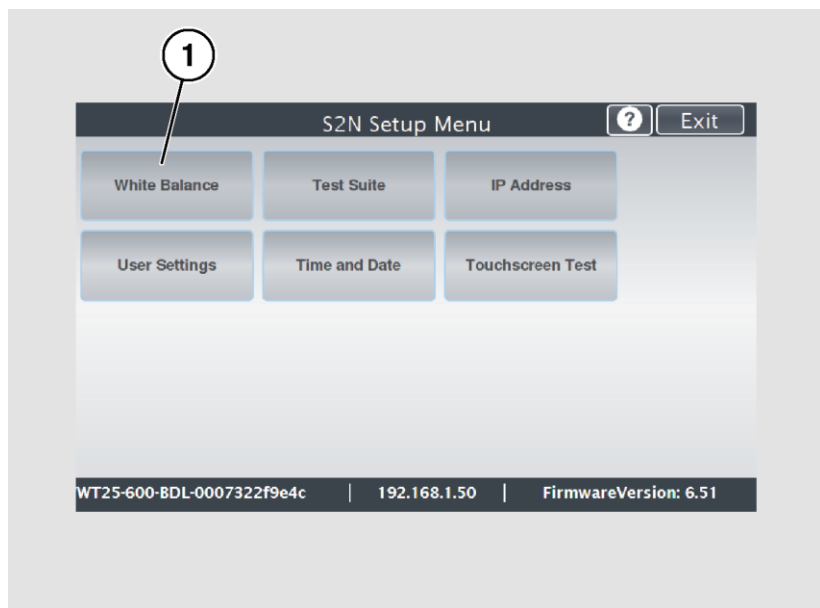 1
S2N Setup Menu ? Exit
White Balance Test Suite IP Address
User Settings Time and Date Touchscreen Test
WT25-600-BDL-0007322f9e4c | 192.168.1.50 | FirmwareVersion: 6.51